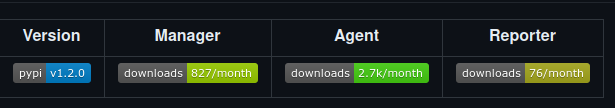 Version Manager Agent Reporter
pypi v1.2.0 downloads 827/month downloads 2.7k/month downloads 76/month